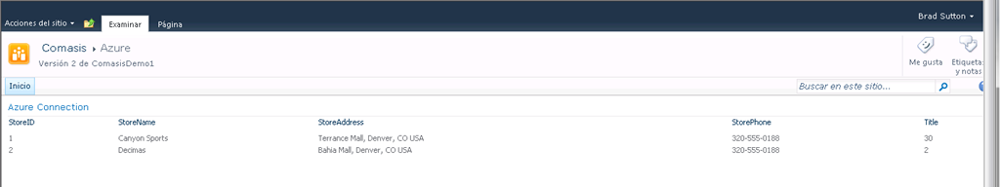 Acciones del sitio Examinar Página Brad Sutton
Comasis Azure
Versión 2 de ComasisDemo1
Me gusta Etiquetas y notas
Inicio Buscar en este sitio...
Azure Connection
StoreID StoreName StoreAddress StorePhone Title
1 Canyon Sports Terrance Mall, Denver, CO USA 320-555-0188 30
2 Decimas Bahia Mall, Denver, CO USA 320-555-0188 2